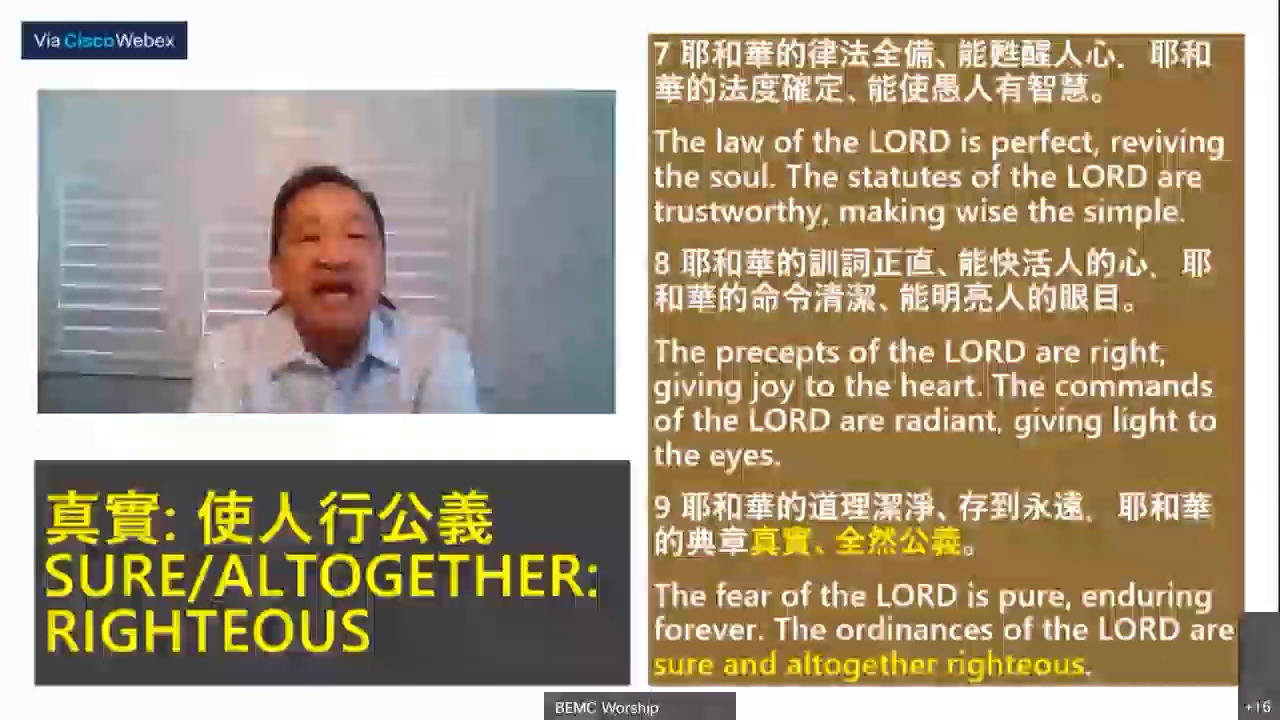 Via Cisco Webex
7 耶和華的律法全備、能甦醒人心． 耶和
華的法度確定、能使愚人有智慧。
The law of the LORD is perfect, reviving
the soul. The statutes of the LORD are
trustworthy, making wise the simple.
8 耶和華的訓詞正直、能快活人的心． 耶
和華的命令清潔、能明亮人的眼目。
The precepts of the LORD are right,
giving joy to the heart. The commands
of the LORD are radiant, giving light to
the eyes.
9 耶和華的道理潔淨、存到永遠． 耶和華
的典章真實、全然公義。
The fear of the LORD is pure, enduring
forever. The ordinances of the LORD are
sure and altogether righteous.
真實: 使人行公義
SURE/ALTOGETHER:
RIGHTEOUS
BEMC Worship
+16